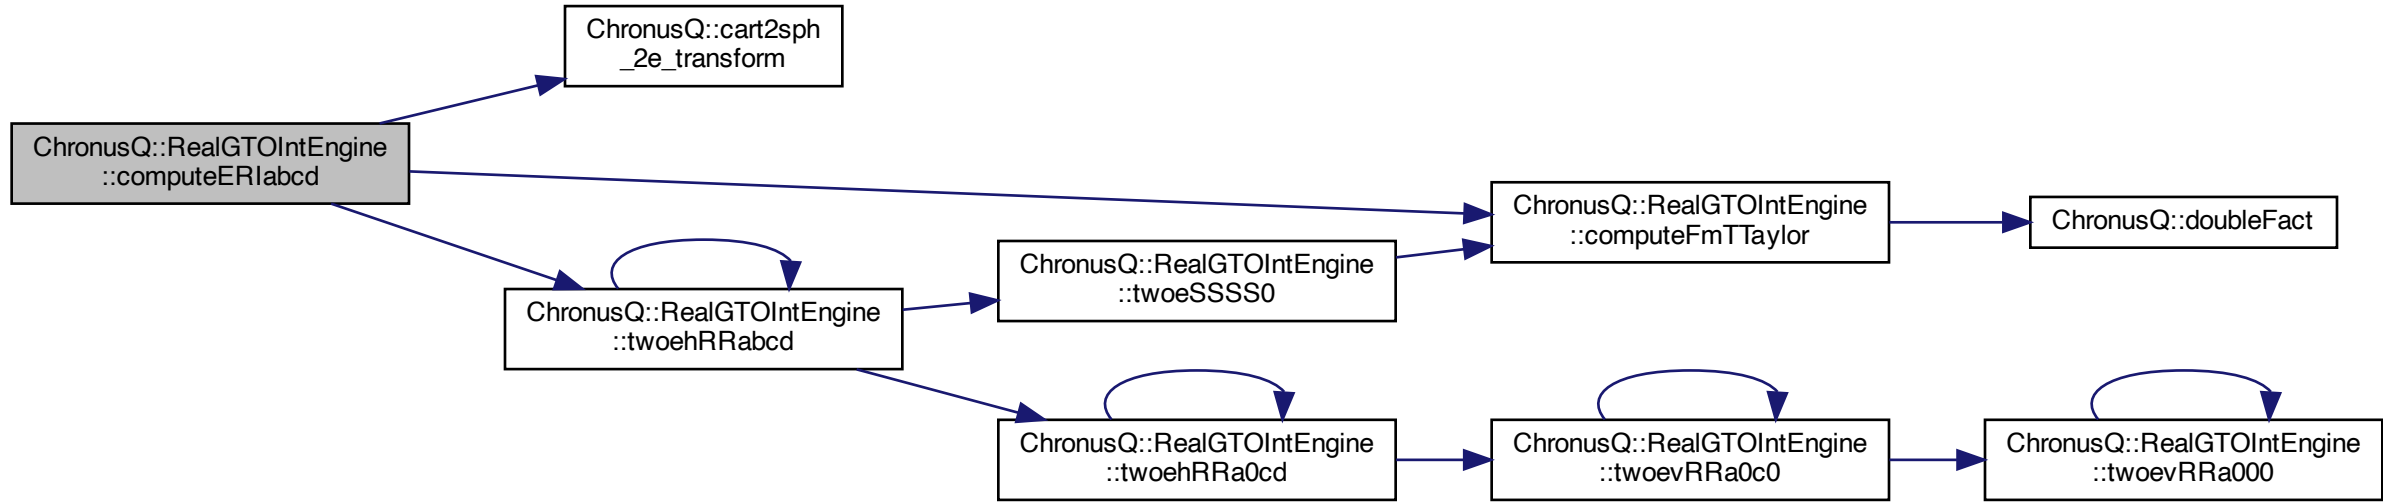 ChronusQ::cart2sph
_2e_transform
ChronusQ::RealGTOIntEngine
::computeERIabcd
ChronusQ::RealGTOIntEngine
::computeFmTTaylor
ChronusQ::doubleFact
ChronusQ::RealGTOIntEngine
::twoeSSSS0
ChronusQ::RealGTOIntEngine
::twoehRRabcd
ChronusQ::RealGTOIntEngine
::twoehRRa0cd
ChronusQ::RealGTOIntEngine
::twoevRRa0c0
ChronusQ::RealGTOIntEngine
::twoevRRa000